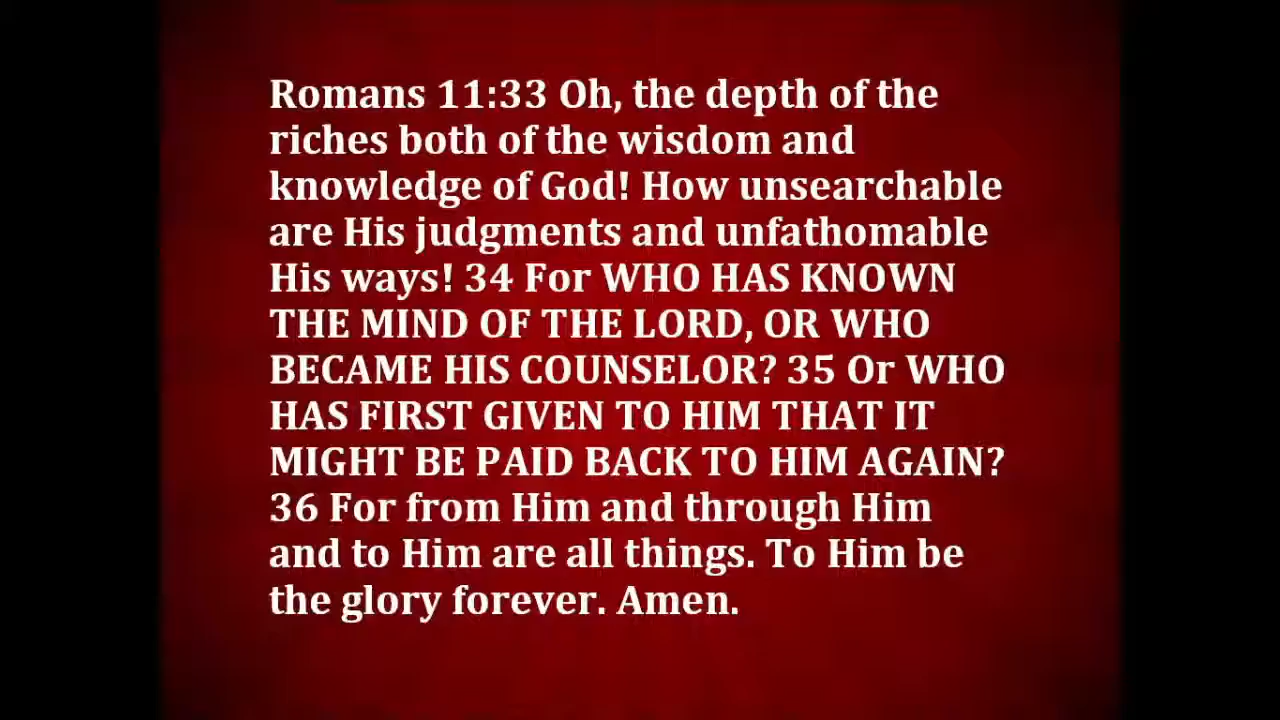 Romans 11:33 Oh, the depth of the
riches both of the wisdom and
knowledge of God! How unsearchable
are His judgments and unfathomable
His ways! 34 For WHO HAS KNOWN
THE MIND OF THE LORD, OR WHO
BECAME HIS COUNSELOR? 35 Or WHO
HAS FIRST GIVEN TO HIM THAT IT
MIGHT BE PAID BACK TO HIM AGAIN?
36 For from Him and through Him
and to Him are all things. To Him be
the glory forever. Amen.